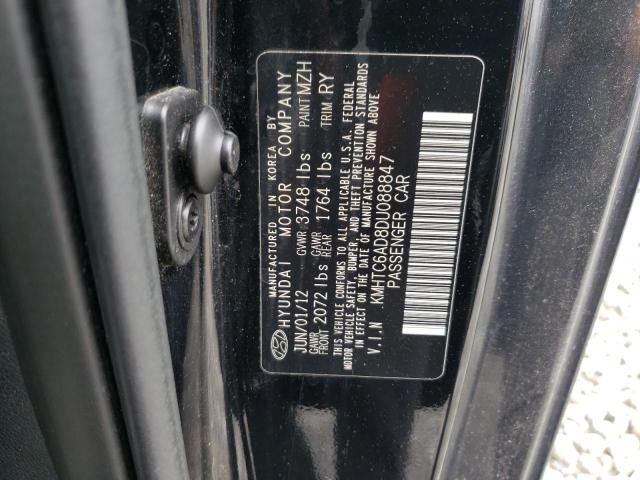 MANUFACTURED IN KOREA BY
HYUNDAI MOTOR COMPANY
JUN/01/12 GVWR 3748 lbs PAINT MZH
GAWR FRONT 2072 lbs GAWR REAR 1764 lbs TRIM RY
THIS VEHICLE CONFORMS TO ALL APPLICABLE U.S.A. FEDERAL
MOTOR VEHICLE SAFETY, BUMPER, AND THEFT PREVENTION STANDARDS
IN EFFECT ON THE DATE OF MANUFACTURE SHOWN ABOVE.
V.I.N KMHTC6AD8DU088847
PASSENGER CAR